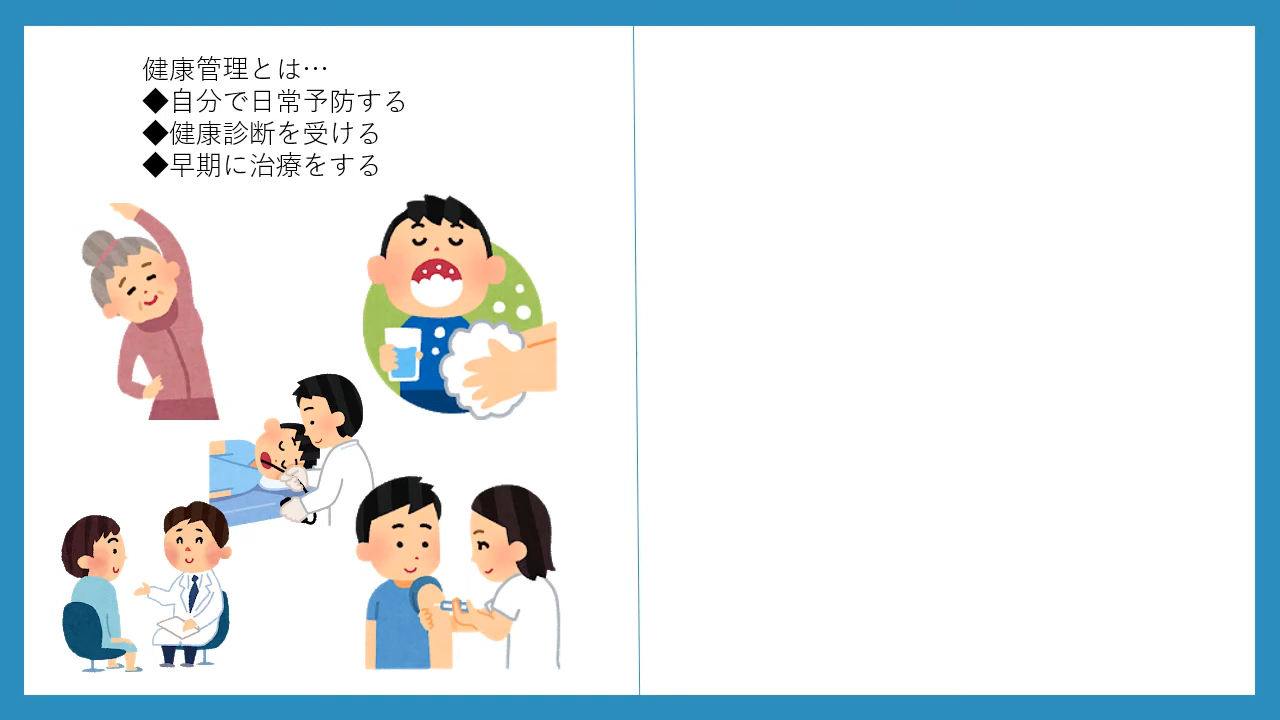 健康管理とは…
◆自分で日常予防する
◆健康診断を受ける
◆早期に治療をする